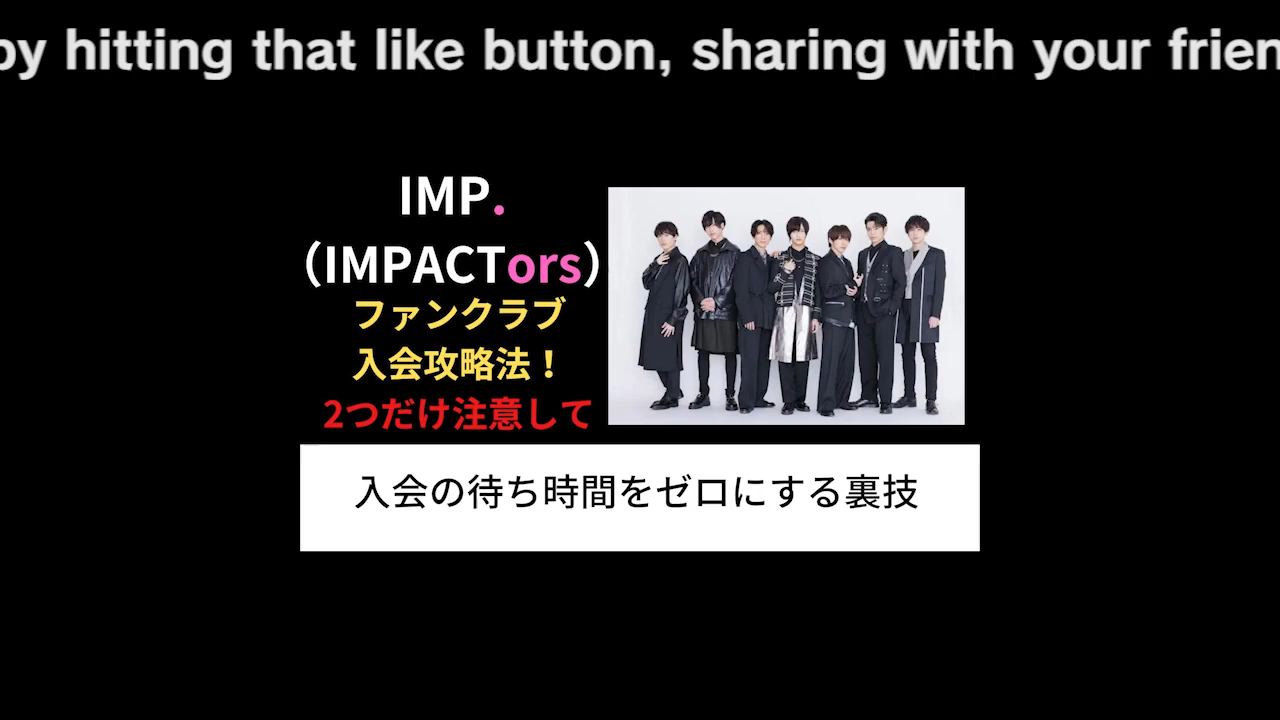 by hitting that like button, sharing with your frien
IMP.
（IMPACTors）
ファンクラブ
入会攻略法！
2つだけ注意して
入会の待ち時間をゼロにする裏技